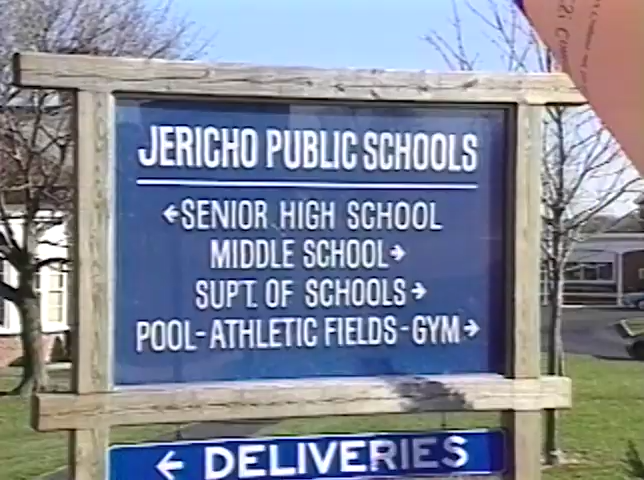 JERICHO PUBLIC SCHOOLS
←SENIOR HIGH SCHOOL
MIDDLE SCHOOL→
SUPT. OF SCHOOLS→
POOL-ATHLETIC FIELDS-GYM→
← DELIVERIES